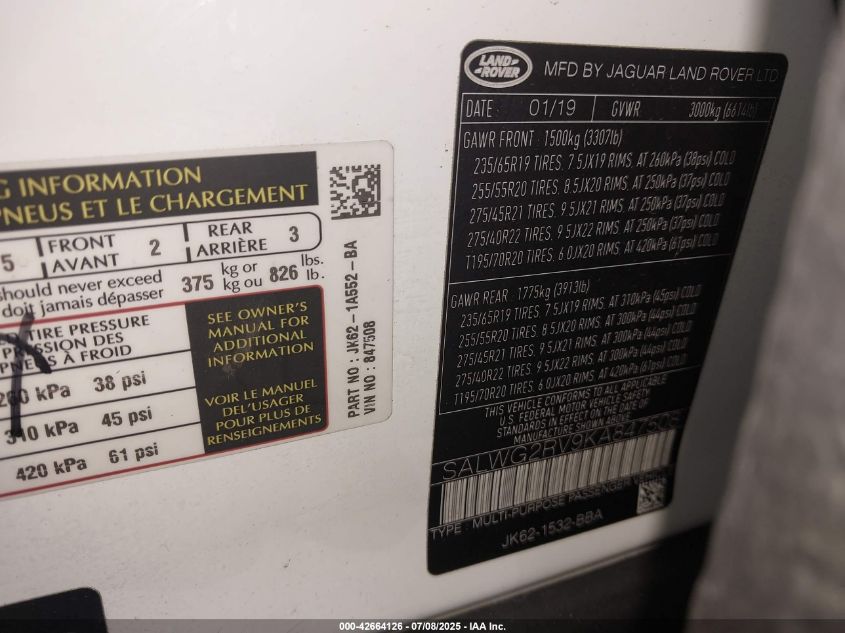 G INFORMATION
PNEUS ET LE CHARGEMENT
5 FRONT AVANT 2 REAR ARRIÈRE 3
should never exceed 375 kg or 826 lbs.
doit jamais dépasser kg ou lb.
TIRE PRESSURE
PRESSION DES
PNEUS À FROID
260 kPa 38 psi
310 kPa 45 psi
420 kPa 61 psi
SEE OWNER'S
MANUAL FOR
ADDITIONAL
INFORMATION
VOIR LE MANUEL
DE L'USAGER
POUR PLUS DE
RENSEIGNEMENTS
PART NO : JK62-1A552-BA
VIN NO : 847508
LAND
ROVER
MFD BY JAGUAR LAND ROVER LTD
DATE : 01/19 GVWR : 3000kg (6614lb)
GAWR FRONT : 1500kg (3307lb)
235/65R19 TIRES, 7.5JX19 RIMS, AT 260kPa (38psi) COLD
255/55R20 TIRES, 8.5JX20 RIMS, AT 250kPa (37psi) COLD
275/45R21 TIRES, 9.5JX21 RIMS, AT 250kPa (37psi) COLD
275/40R22 TIRES, 9.5JX22 RIMS, AT 250kPa (37psi) COLD
T195/70R20 TIRES, 6.0JX20 RIMS, AT 420kPa (61psi) COLD
GAWR REAR : 1775kg (3913lb)
235/65R19 TIRES, 7.5JX19 RIMS, AT 310kPa (45psi) COLD
255/55R20 TIRES, 8.5JX20 RIMS, AT 300kPa (44psi) COLD
275/45R21 TIRES, 9.5JX21 RIMS, AT 300kPa (44psi) COLD
275/40R22 TIRES, 9.5JX22 RIMS, AT 300kPa (44psi) COLD
T195/70R20 TIRES, 6.0JX20 RIMS, AT 420kPa (61psi) COLD
THIS VEHICLE CONFORMS TO ALL APPLICABLE
U.S. FEDERAL MOTOR VEHICLE SAFETY
STANDARDS IN EFFECT ON THE DATE OF
MANUFACTURE SHOWN ABOVE
SALWG2RV9KA847508
TYPE : MULTI-PURPOSE PASSENGER VEHICLE
JK62-1532-BBA
000-42664126 - 07/08/2025 - IAA Inc.